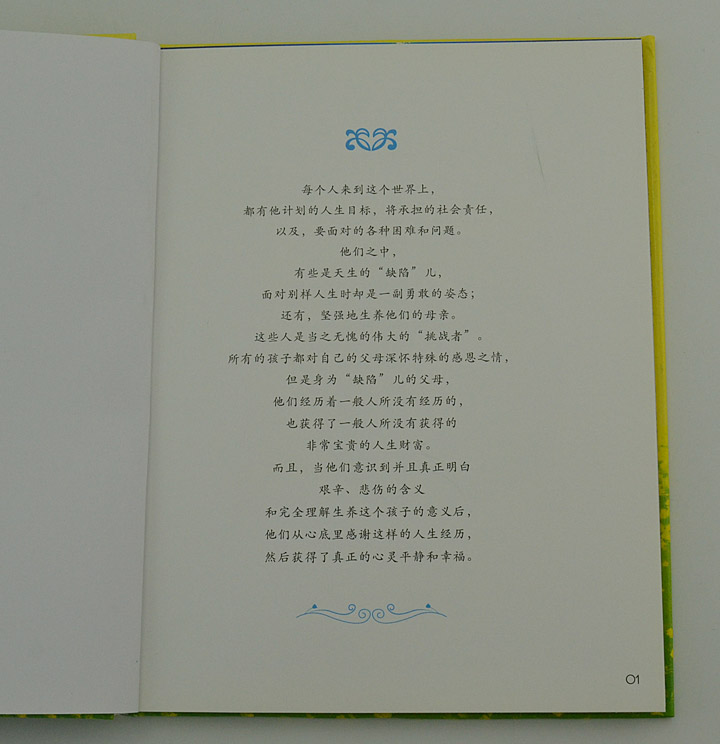 每个人来到这个世界上，
都有他计划的人生目标，将承担的社会责任，
以及，要面对的各种困难和问题。
他们之中，
有些是天生的“缺陷”儿，
面对别样人生时却是一副勇敢的姿态；
还有，坚强地生养他们的母亲。
这些人是当之无愧的伟大的“挑战者”。
所有的孩子都对自己的父母深怀特殊的感恩之情，
但是身为“缺陷”儿的父母，
他们经历着一般人所没有经历的，
也获得了一般人所没有获得的
非常宝贵的人生财富。
而且，当他们意识到并且真正明白
艰辛、悲伤的含义
和完全理解生养这个孩子的意义后，
他们从心底里感谢这样的人生经历，
然后获得了真正的心灵平静和幸福。
01